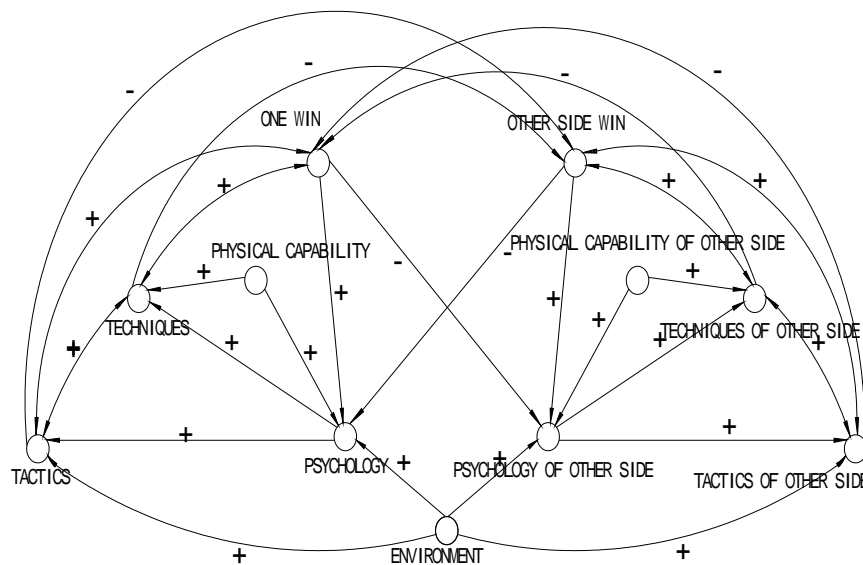 -
-
-
-
ONE WIN
OTHER SIDE WIN
+
+
+
+
PHYSICAL CAPABILITY
PHYSICAL CAPABILITY OF OTHER SIDE
-
-
+
+
+
+
TECHNIQUES
TECHNIQUES OF OTHER SIDE
+
+
+
+
+
+
+
+
+
PSYCHOLOGY
+
+
PSYCHOLOGY OF OTHER SIDE
TACTICS
TACTICS OF OTHER SIDE
+
ENVIRONMENT
+